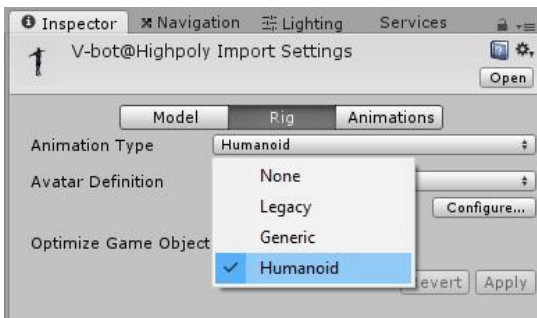 Inspector Navigation Lighting Services
V-bot@Highpoly Import Settings
Open
Model Rig Animations
Animation Type Humanoid
None
Avatar Definition
Legacy
Configure...
Generic
Optimize Game Object
Humanoid
Apply